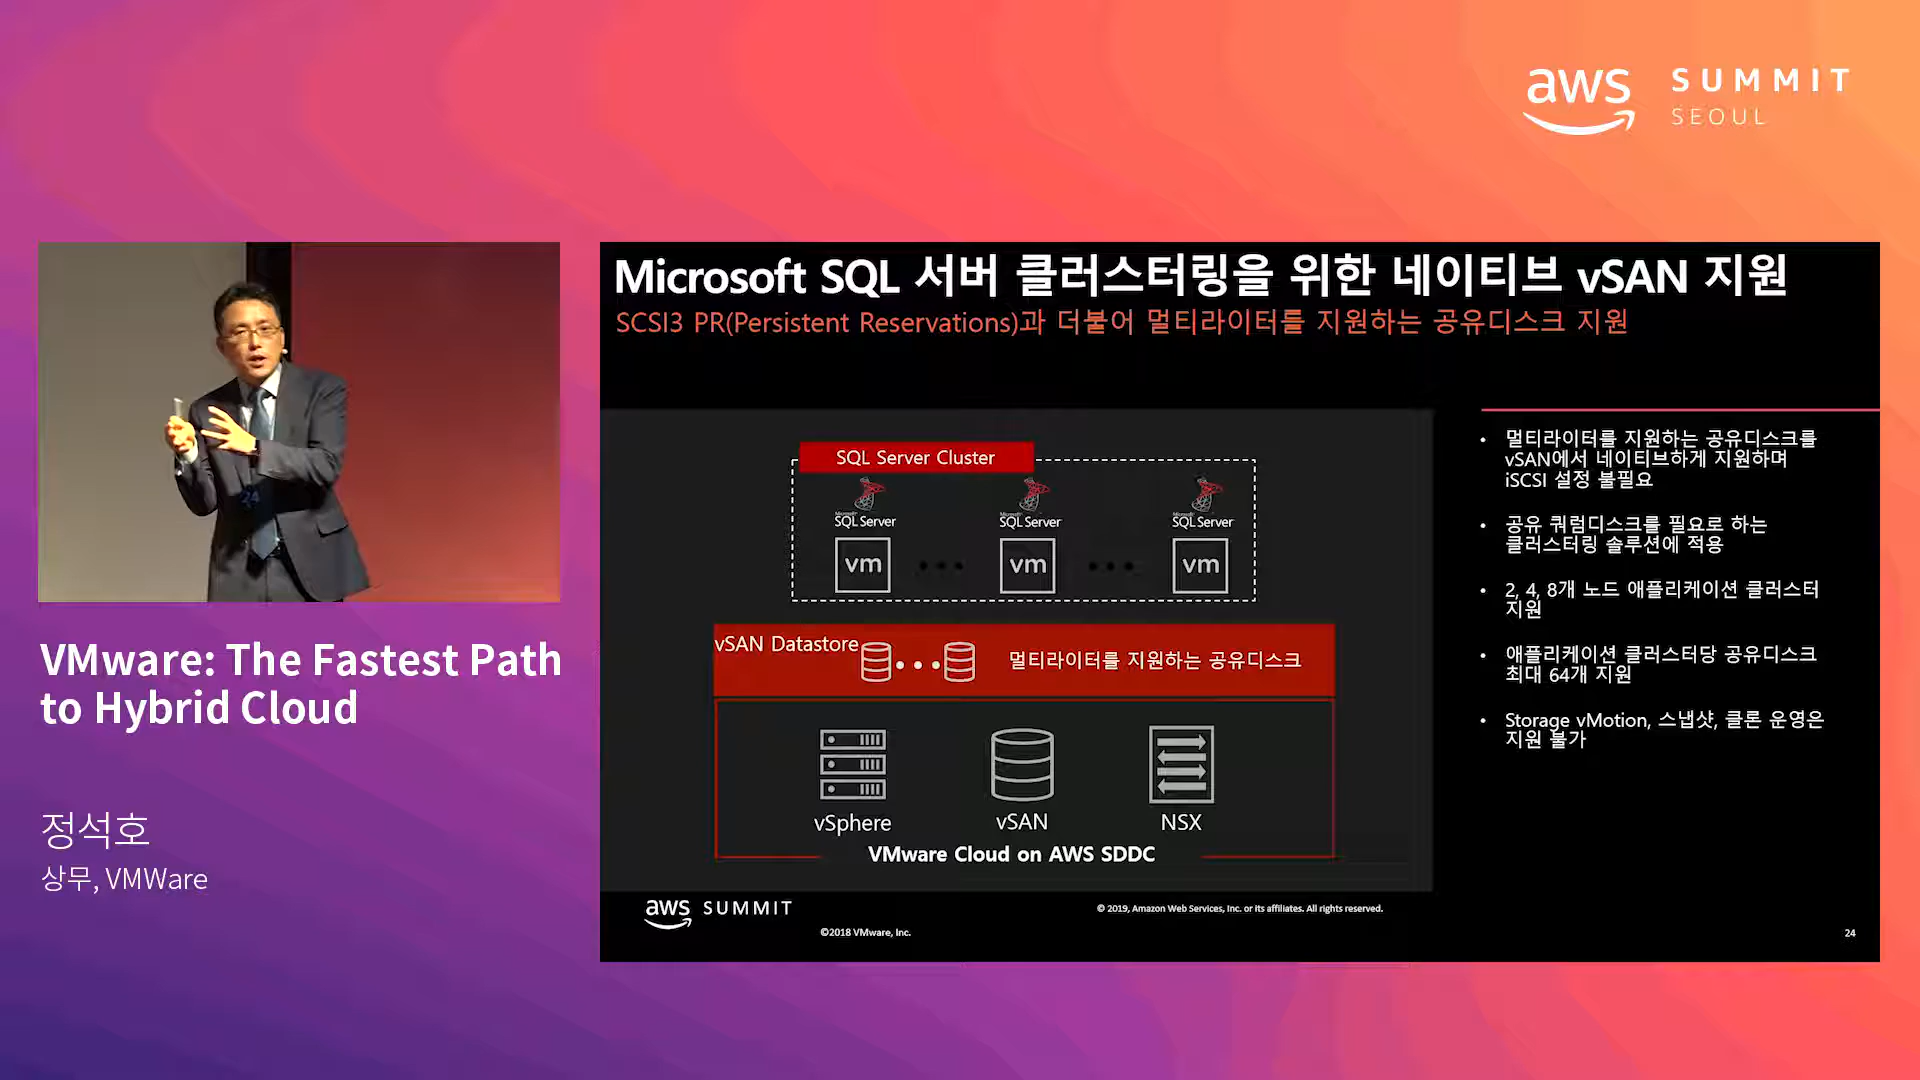 aws SUMMIT
SEOUL
Microsoft SQL 서버 클러스터링을 위한 네이티브 vSAN 지원
SCSI3 PR(Persistent Reservations)과 더불어 멀티라이터를 지원하는 공유디스크 지원
SQL Server Cluster
Microsoft
SQL Server
Microsoft
SQL Server
Microsoft
SQL Server
vm
vm
vm
vSAN Datastore
멀티라이터를 지원하는 공유디스크
vSphere
vSAN
NSX
VMware Cloud on AWS SDDC
• 멀티라이터를 지원하는 공유디스크를
vSAN에서 네이티브하게 지원하며
iSCSI 설정 불필요
• 공유 쿼럼디스크를 필요로 하는
클러스터링 솔루션에 적용
• 2, 4, 8개 노드 애플리케이션 클러스터
지원
• 애플리케이션 클러스터당 공유디스크
최대 64개 지원
• Storage vMotion, 스냅샷, 클론 운영은
지원 불가
aws SUMMIT
© 2019, Amazon Web Services, Inc. or its affiliates. All rights reserved.
©2018 VMware, Inc.
24
24
VMware: The Fastest Path
to Hybrid Cloud
정석호
상무, VMWare